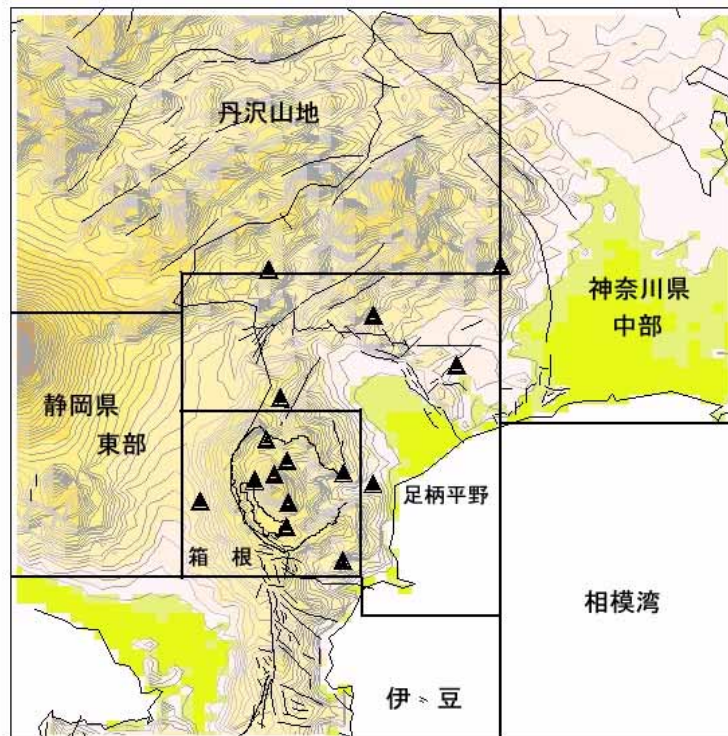 丹沢山地
神奈川県
中部
静岡県
東部
足柄平野
箱 根
相模湾
伊 豆